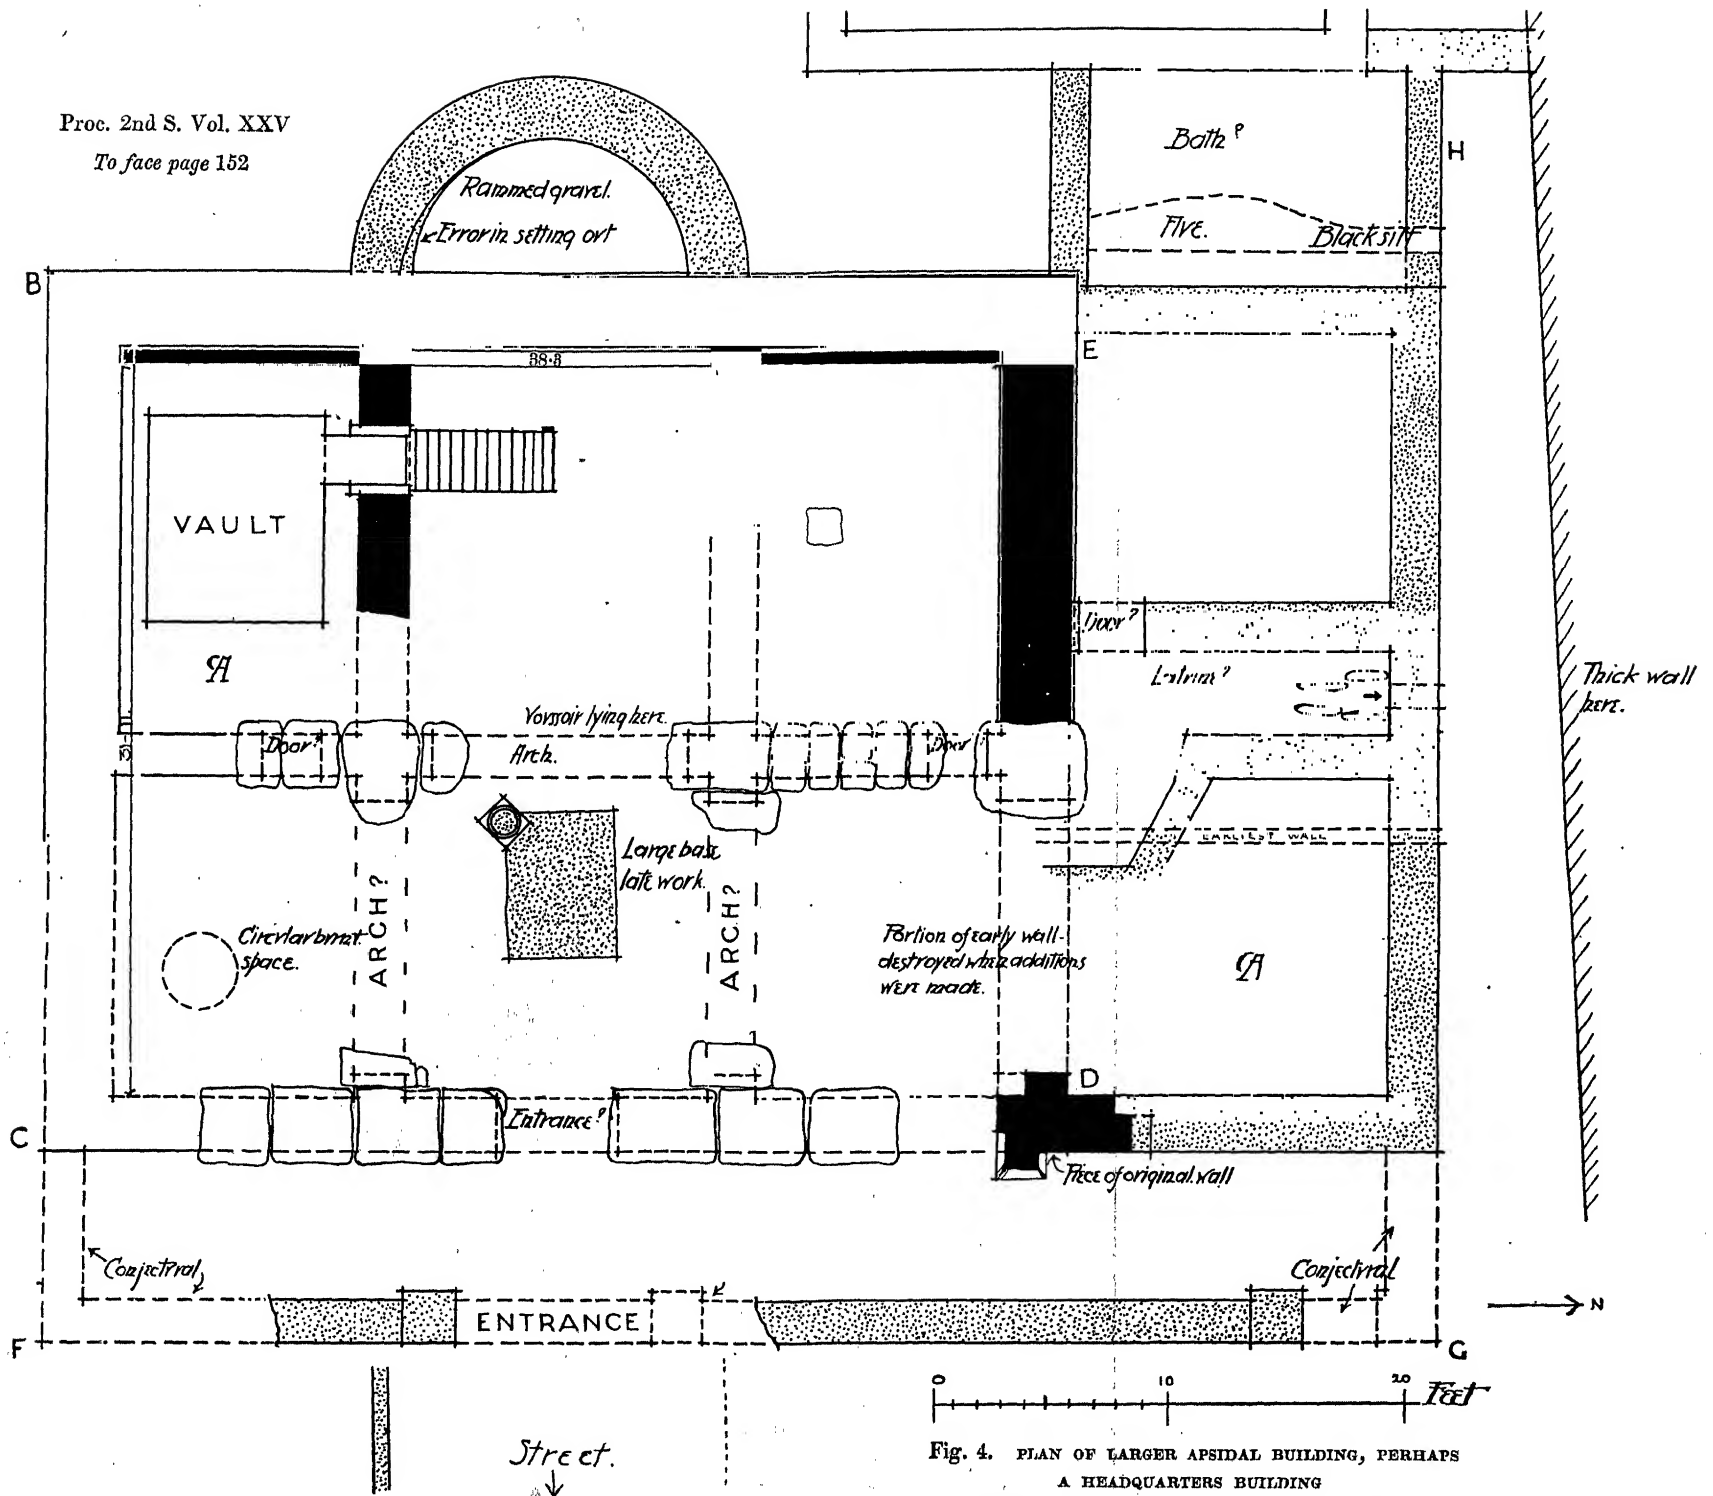 Proc. 2nd S. Vol. XXV
To face page 152
Bath?
H
Rammed gravel.
Error in setting out
Flue.
Black silt
B
E
38·3
VAULT
Door?
Latrine?
A
Thick wall
here.
Voussoir lying here.
Door?
Arch.
Door
EARLIEST WALL
Large base
late work.
ARCH?
ARCH?
Circular burnt
space.
Portion of early wall
destroyed when additions
were made.
A
D
C
Entrance?
Piece of original wall
Conjectural
Conjectural
ENTRANCE
N
F
G
0 10 20 Feet
Street.
Fig. 4. PLAN OF LARGER APSIDAL BUILDING, PERHAPS
A HEADQUARTERS BUILDING